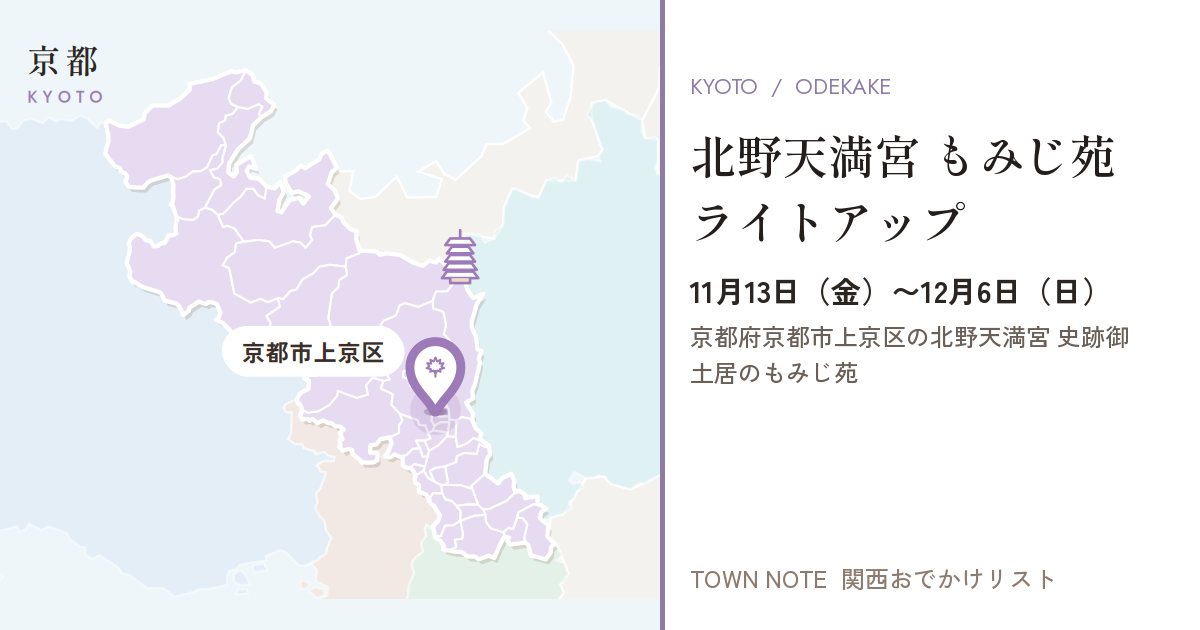 京都
KYOTO
京都市上京区
KYOTO / ODEKAKE
北野天満宮 もみじ苑
ライトアップ
11月13日（金）〜12月6日（日）
京都府京都市上京区の北野天満宮 史跡御
土居のもみじ苑
TOWN NOTE 関西おでかけリスト